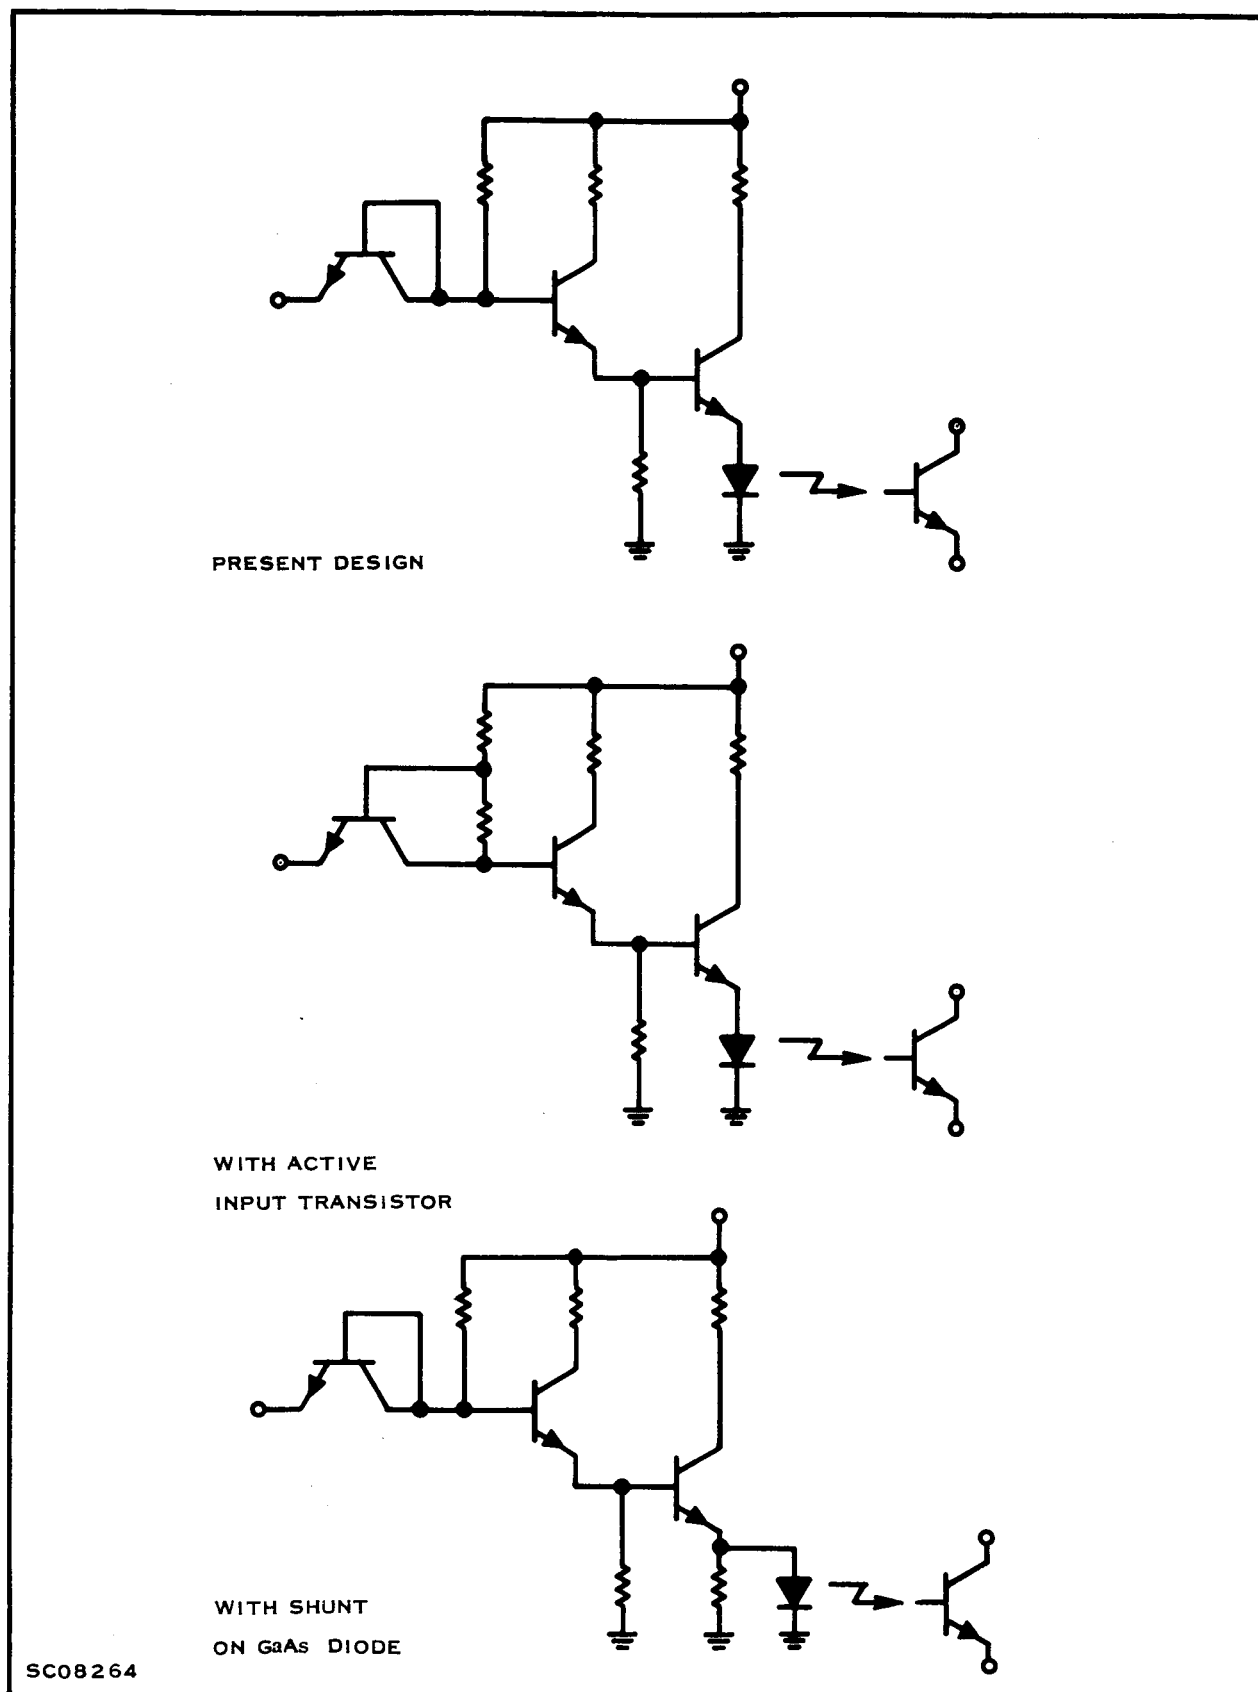 PRESENT DESIGN
WITH ACTIVE
INPUT TRANSISTOR
WITH SHUNT
ON GaAs DIODE
SC08264